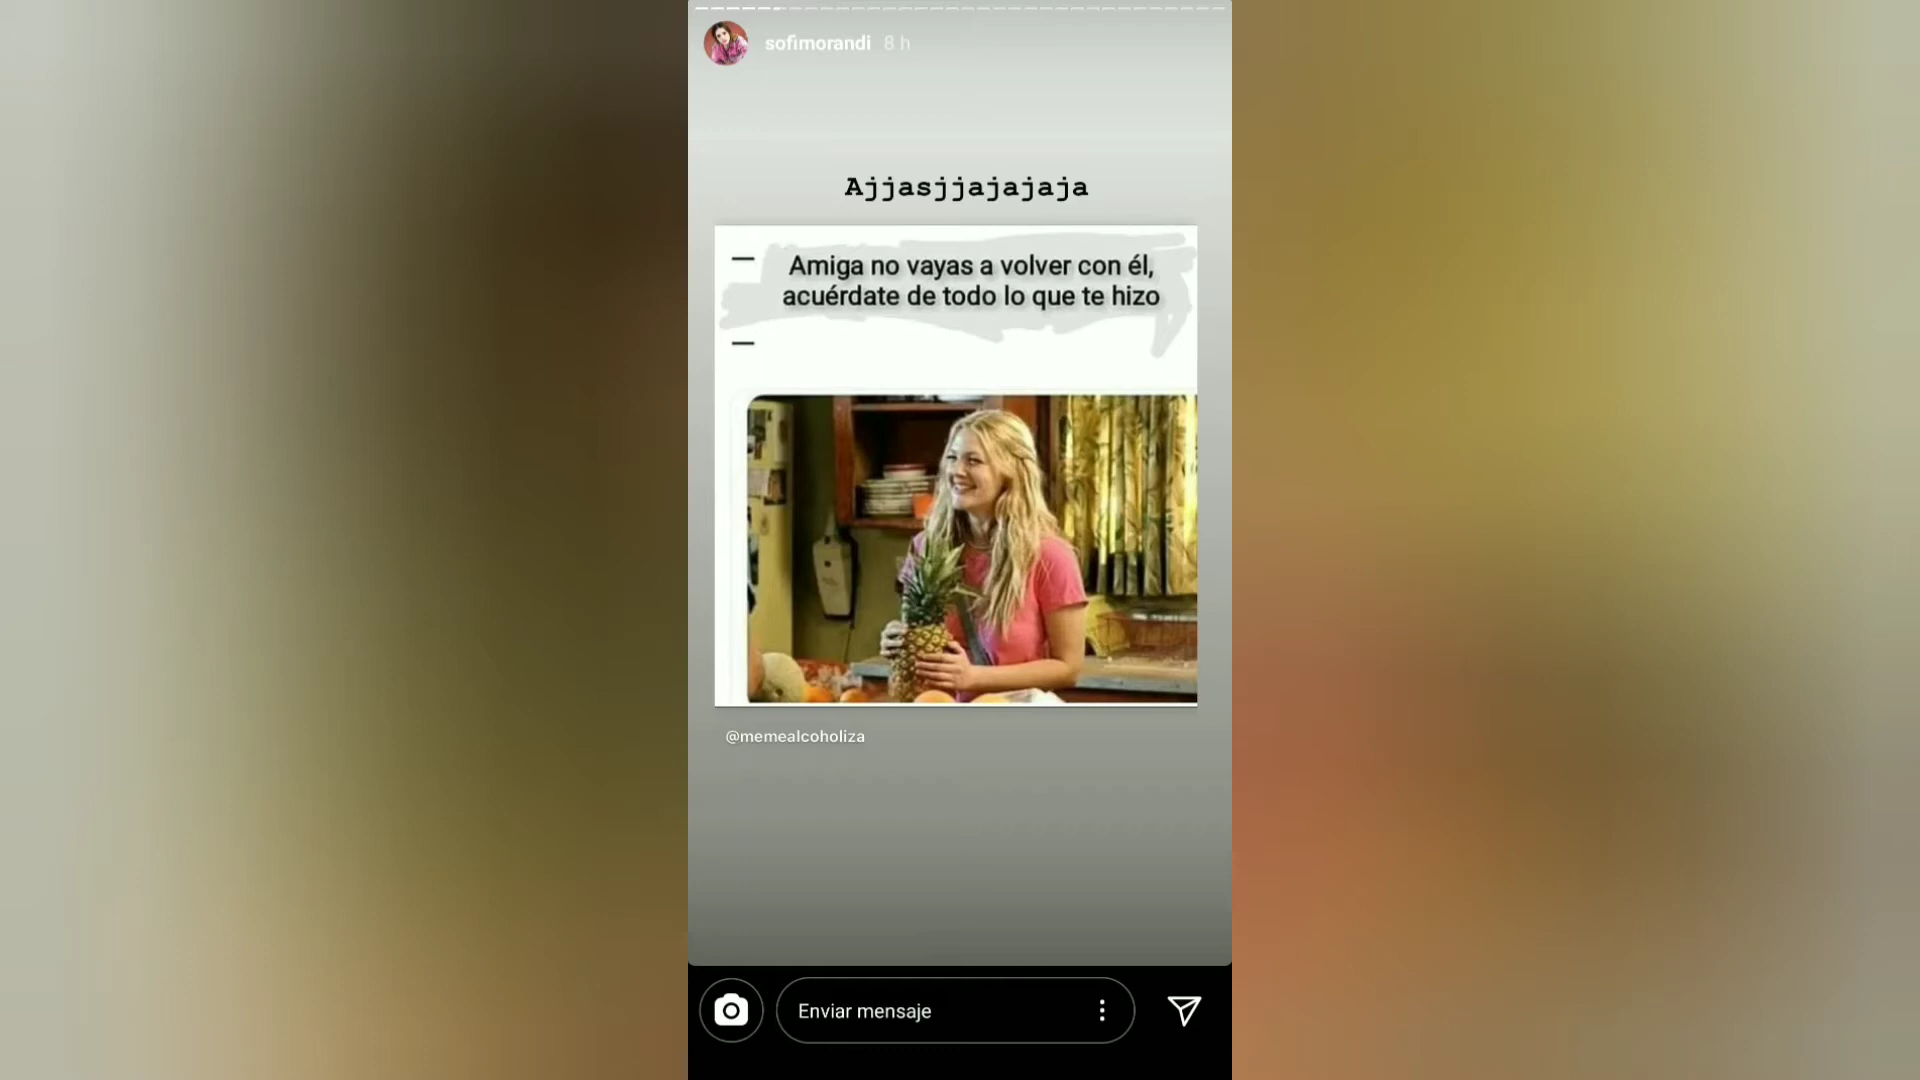 sofimorandi 8 h
Ajjasjjajajaja
— Amiga no vayas a volver con él,
acuérdate de todo lo que te hizo
—
@memealcoholiza
Enviar mensaje